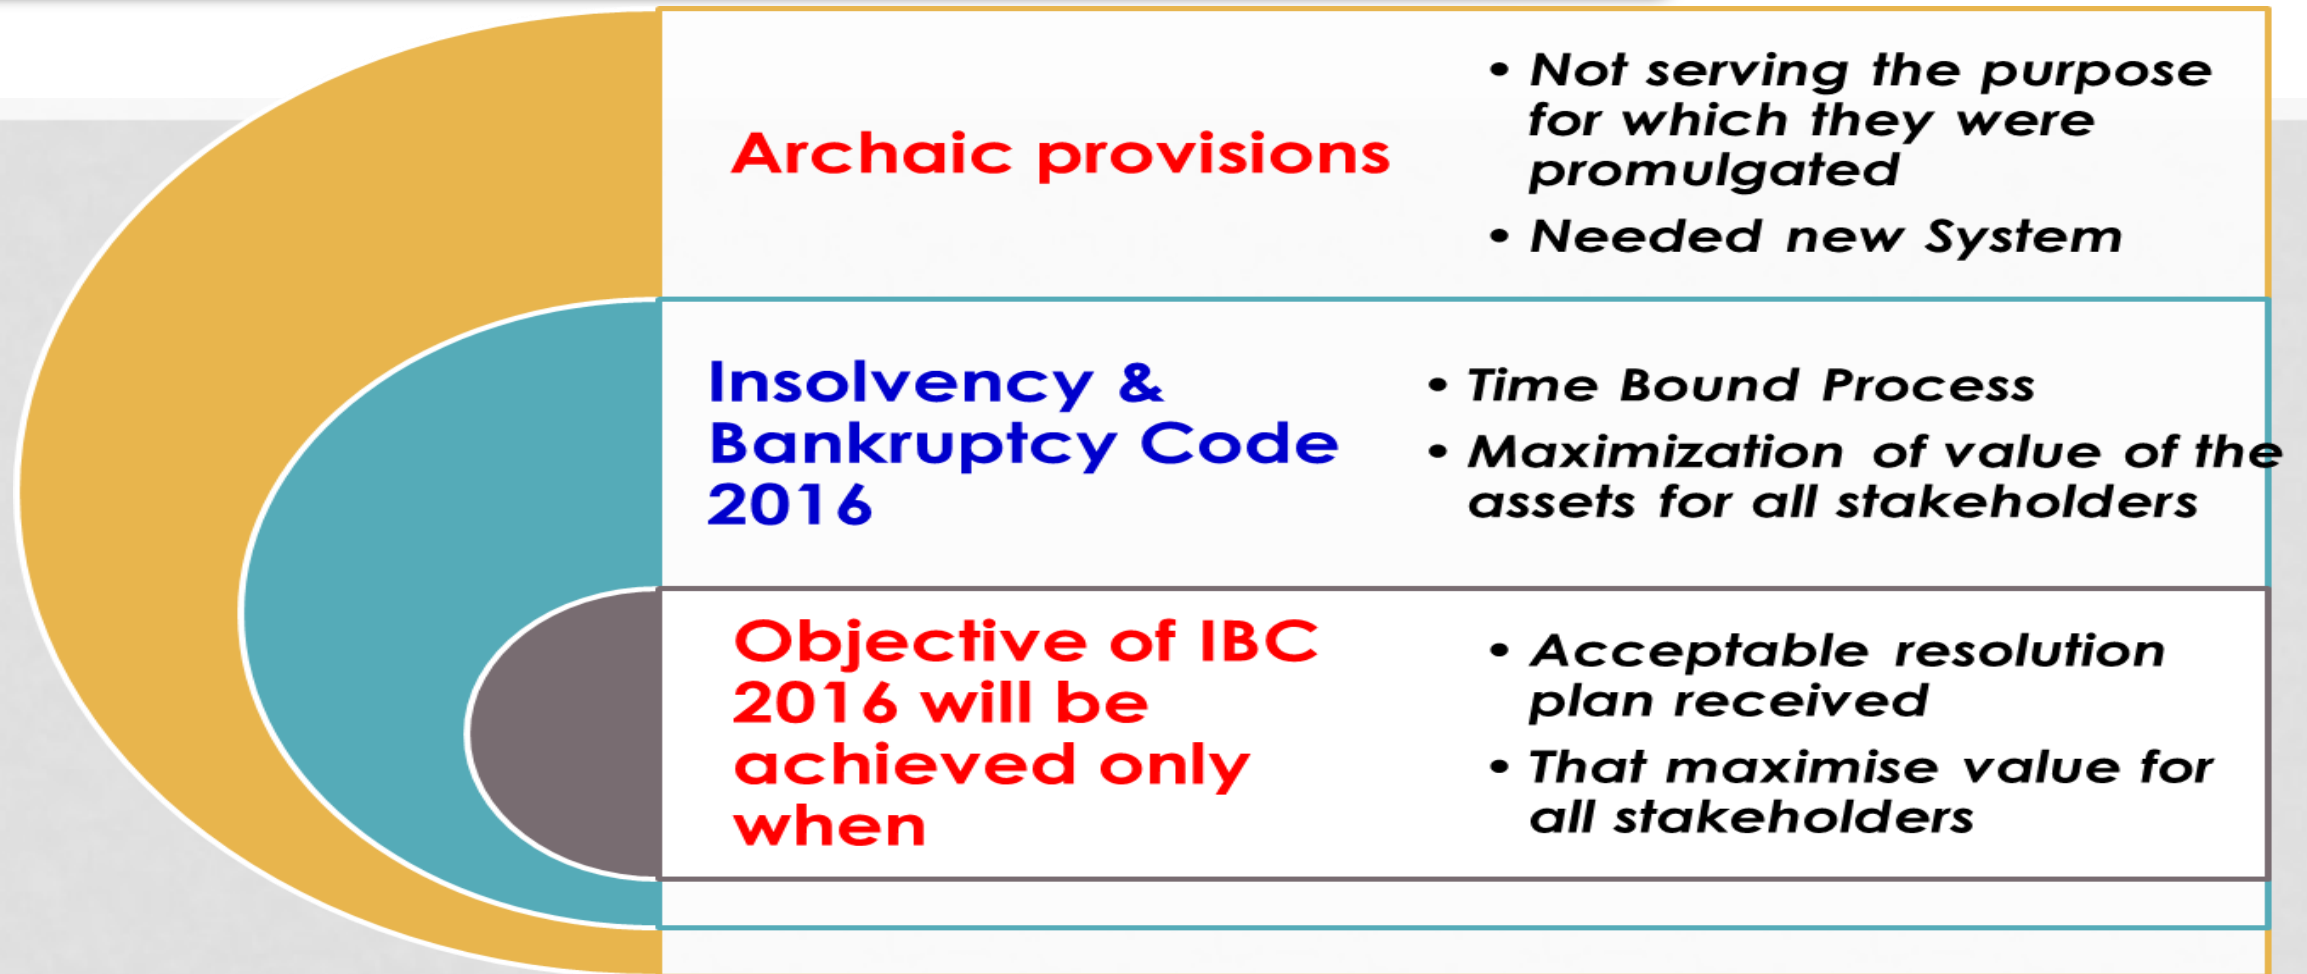 Archaic provisions
• Not serving the purpose
for which they were
promulgated
• Needed new System
Insolvency &
Bankruptcy Code
2016
• Time Bound Process
• Maximization of value of the
assets for all stakeholders
Objective of IBC
2016 will be
achieved only
when
• Acceptable resolution
plan received
• That maximise value for
all stakeholders